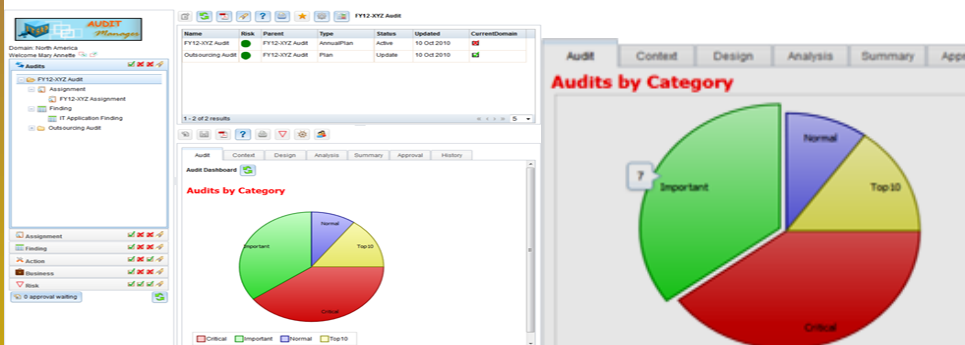 AUDIT
Manager
Domain: North America
Welcome Mary Annette
Audits
FY12-XYZ Audit
Assignment
FY12-XYZ Assignment
Finding
IT Application Finding
Outsourcing Audit
Assignment
Finding
Action
Business
Risk
0 approval waiting
FY12-XYZ Audit
Name Risk Parent Type Status Updated CurrentDomain
FY12-XYZ Audit FY12-XYZ Audit AnnualPlan Active 10 Oct 2010
Outsourcing Audit FY12-XYZ Audit Plan Update 10 Oct 2010
1 - 2 of 2 results
5
Audit Context Design Analysis Summary Approval History
Audit Dashboard
Audits by Category
Normal
Important
Top10
Critical
Critical Important Normal Top10
Audit Context Design Analysis Summary Appr
Audits by Category
Normal
7
Important
Top10
Critical